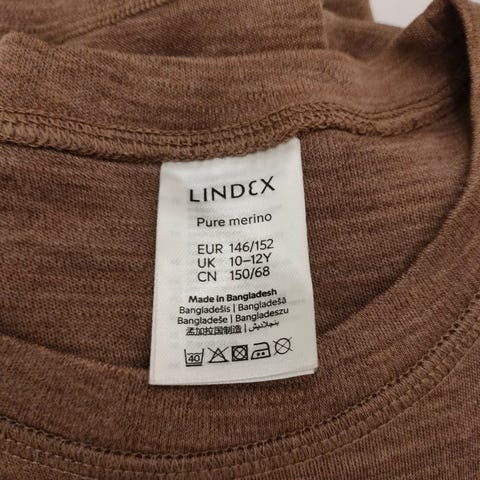 LINDEX
Pure merino
EUR 146/152
UK 10–12Y
CN 150/68
Made in Bangladesh
Bangladešis | Bangladešā
Bangladeše | Bangladeszu
孟加拉国制造 | بنجلاديش
40